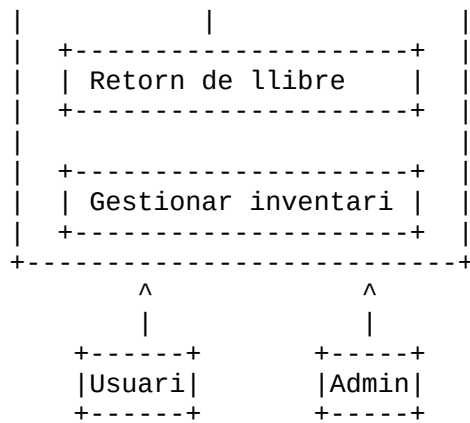 Retorn de llibre
Gestionar inventari
Usuari Admin